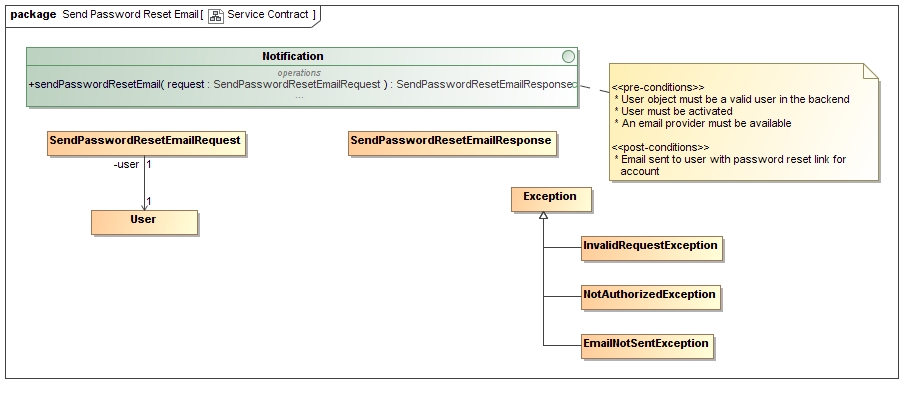 package Send Password Reset Email[ Service Contract ]
Notification
operations
+sendPasswordResetEmail( request : SendPasswordResetEmailRequest ) : SendPasswordResetEmailResponse
...
<<pre-conditions>>
* User object must be a valid user in the backend
* User must be activated
* An email provider must be available
<<post-conditions>>
* Email sent to user with password reset link for
account
SendPasswordResetEmailRequest
SendPasswordResetEmailResponse
-user 1
1
User
Exception
InvalidRequestException
NotAuthorizedException
EmailNotSentException